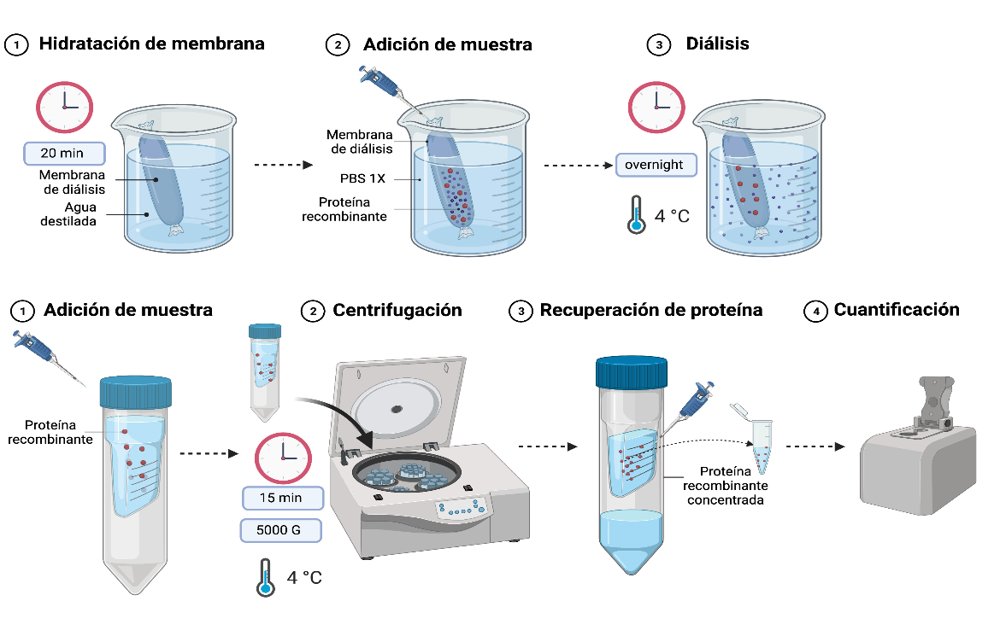 1 Hidratación de membrana
20 min
Membrana
de diálisis
Agua
destilada
2 Adición de muestra
Membrana
de diálisis
PBS 1X
Proteína
recombinante
3 Diálisis
overnight
4 °C
1 Adición de muestra
Proteína
recombinante
2 Centrifugación
15 min
5000 G
4 °C
3 Recuperación de proteína
Proteína
recombinante
concentrada
4 Cuantificación